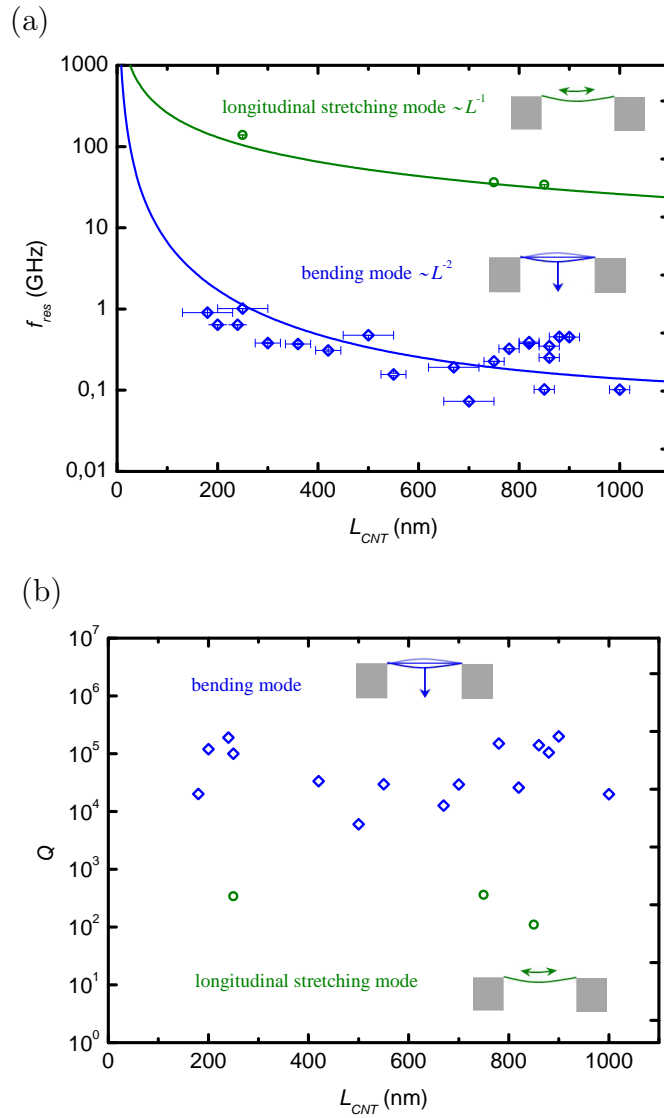 (a)
1000
100
10
1
0,1
0,01
f_res (GHz)
longitudinal stretching mode ~L^-1
bending mode ~L^-2
0 200 400 600 800 1000
L_CNT (nm)
(b)
10^7
10^6
10^5
10^4
10^3
10^2
10^1
10^0
Q
bending mode
longitudinal stretching mode
0 200 400 600 800 1000
L_CNT (nm)